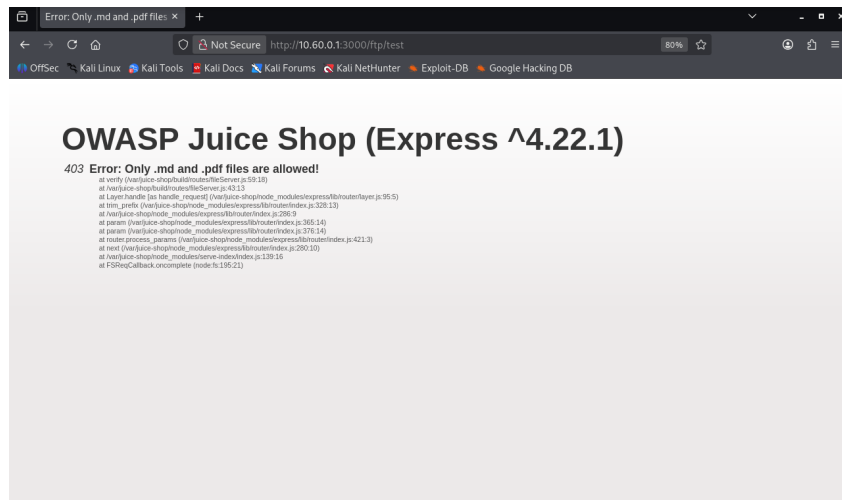 Error: Only .md and .pdf files
Not Secure http://10.60.0.1:3000/ftp/test 80%
OffSec Kali Linux Kali Tools Kali Docs Kali Forums Kali NetHunter Exploit-DB Google Hacking DB
OWASP Juice Shop (Express ^4.22.1)
403 Error: Only .md and .pdf files are allowed!
at verify (/var/juice-shop/build/routes/fileServer.js:59:18)
at /var/juice-shop/build/routes/fileServer.js:43:13
at Layer.handle [as handle_request] (/var/juice-shop/node_modules/express/lib/router/layer.js:95:5)
at trim_prefix (/var/juice-shop/node_modules/express/lib/router/index.js:328:13)
at /var/juice-shop/node_modules/express/lib/router/index.js:286:9
at param (/var/juice-shop/node_modules/express/lib/router/index.js:365:14)
at param (/var/juice-shop/node_modules/express/lib/router/index.js:376:14)
at router.process_params (/var/juice-shop/node_modules/express/lib/router/index.js:421:3)
at next (/var/juice-shop/node_modules/express/lib/router/index.js:280:10)
at /var/juice-shop/node_modules/serve-index/index.js:139:16
at FSReqCallback.oncomplete (node:fs:195:21)